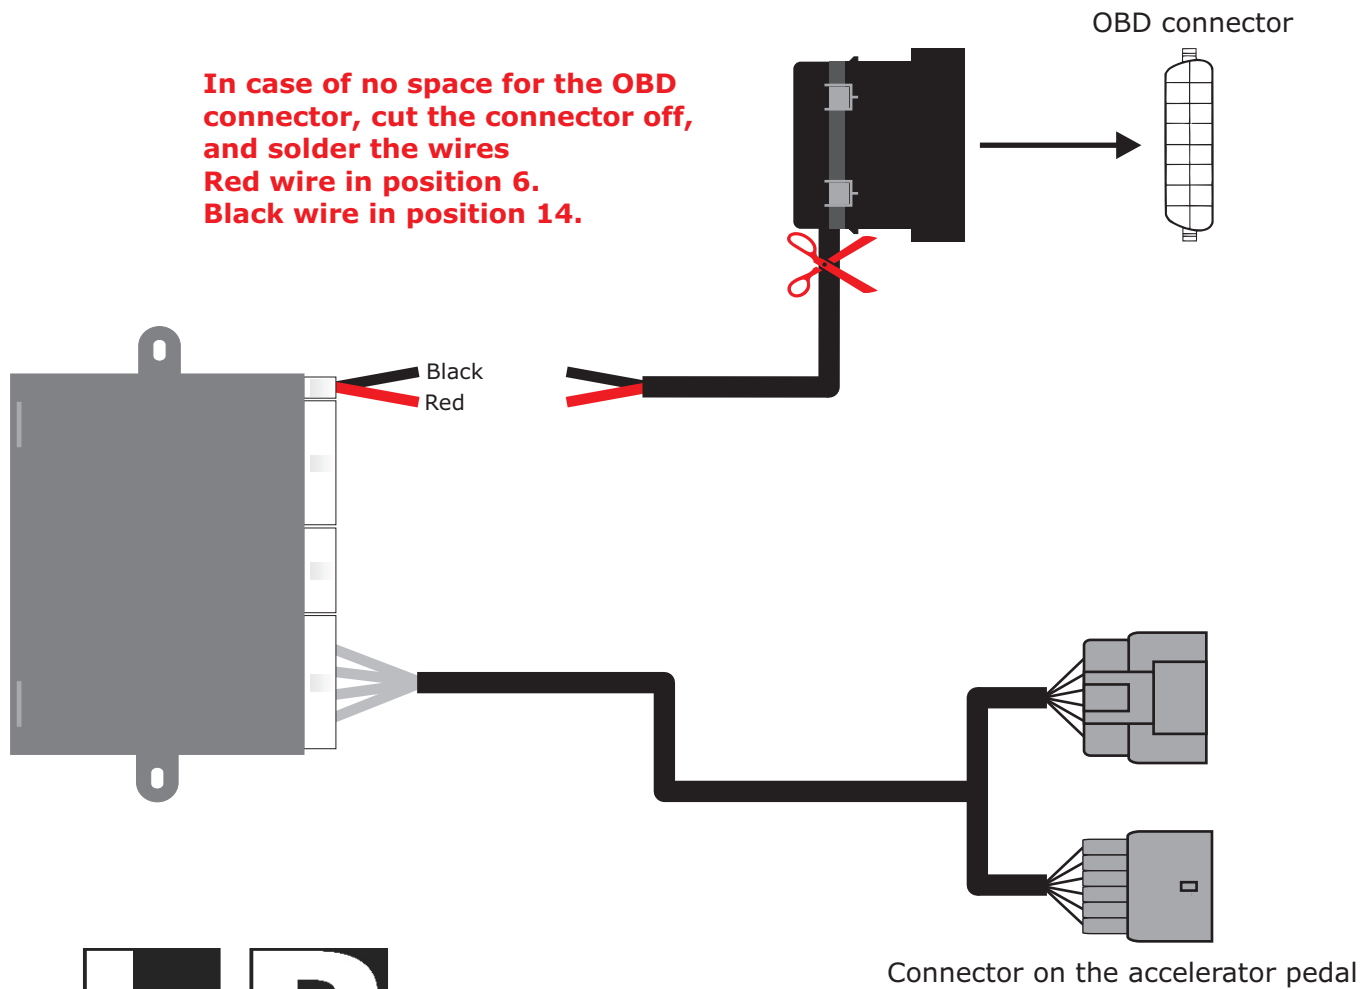 OBD connector
In case of no space for the OBD
connector, cut the connector off,
and solder the wires
Red wire in position 6.
Black wire in position 14.
Black
Red
Connector on the accelerator pedal